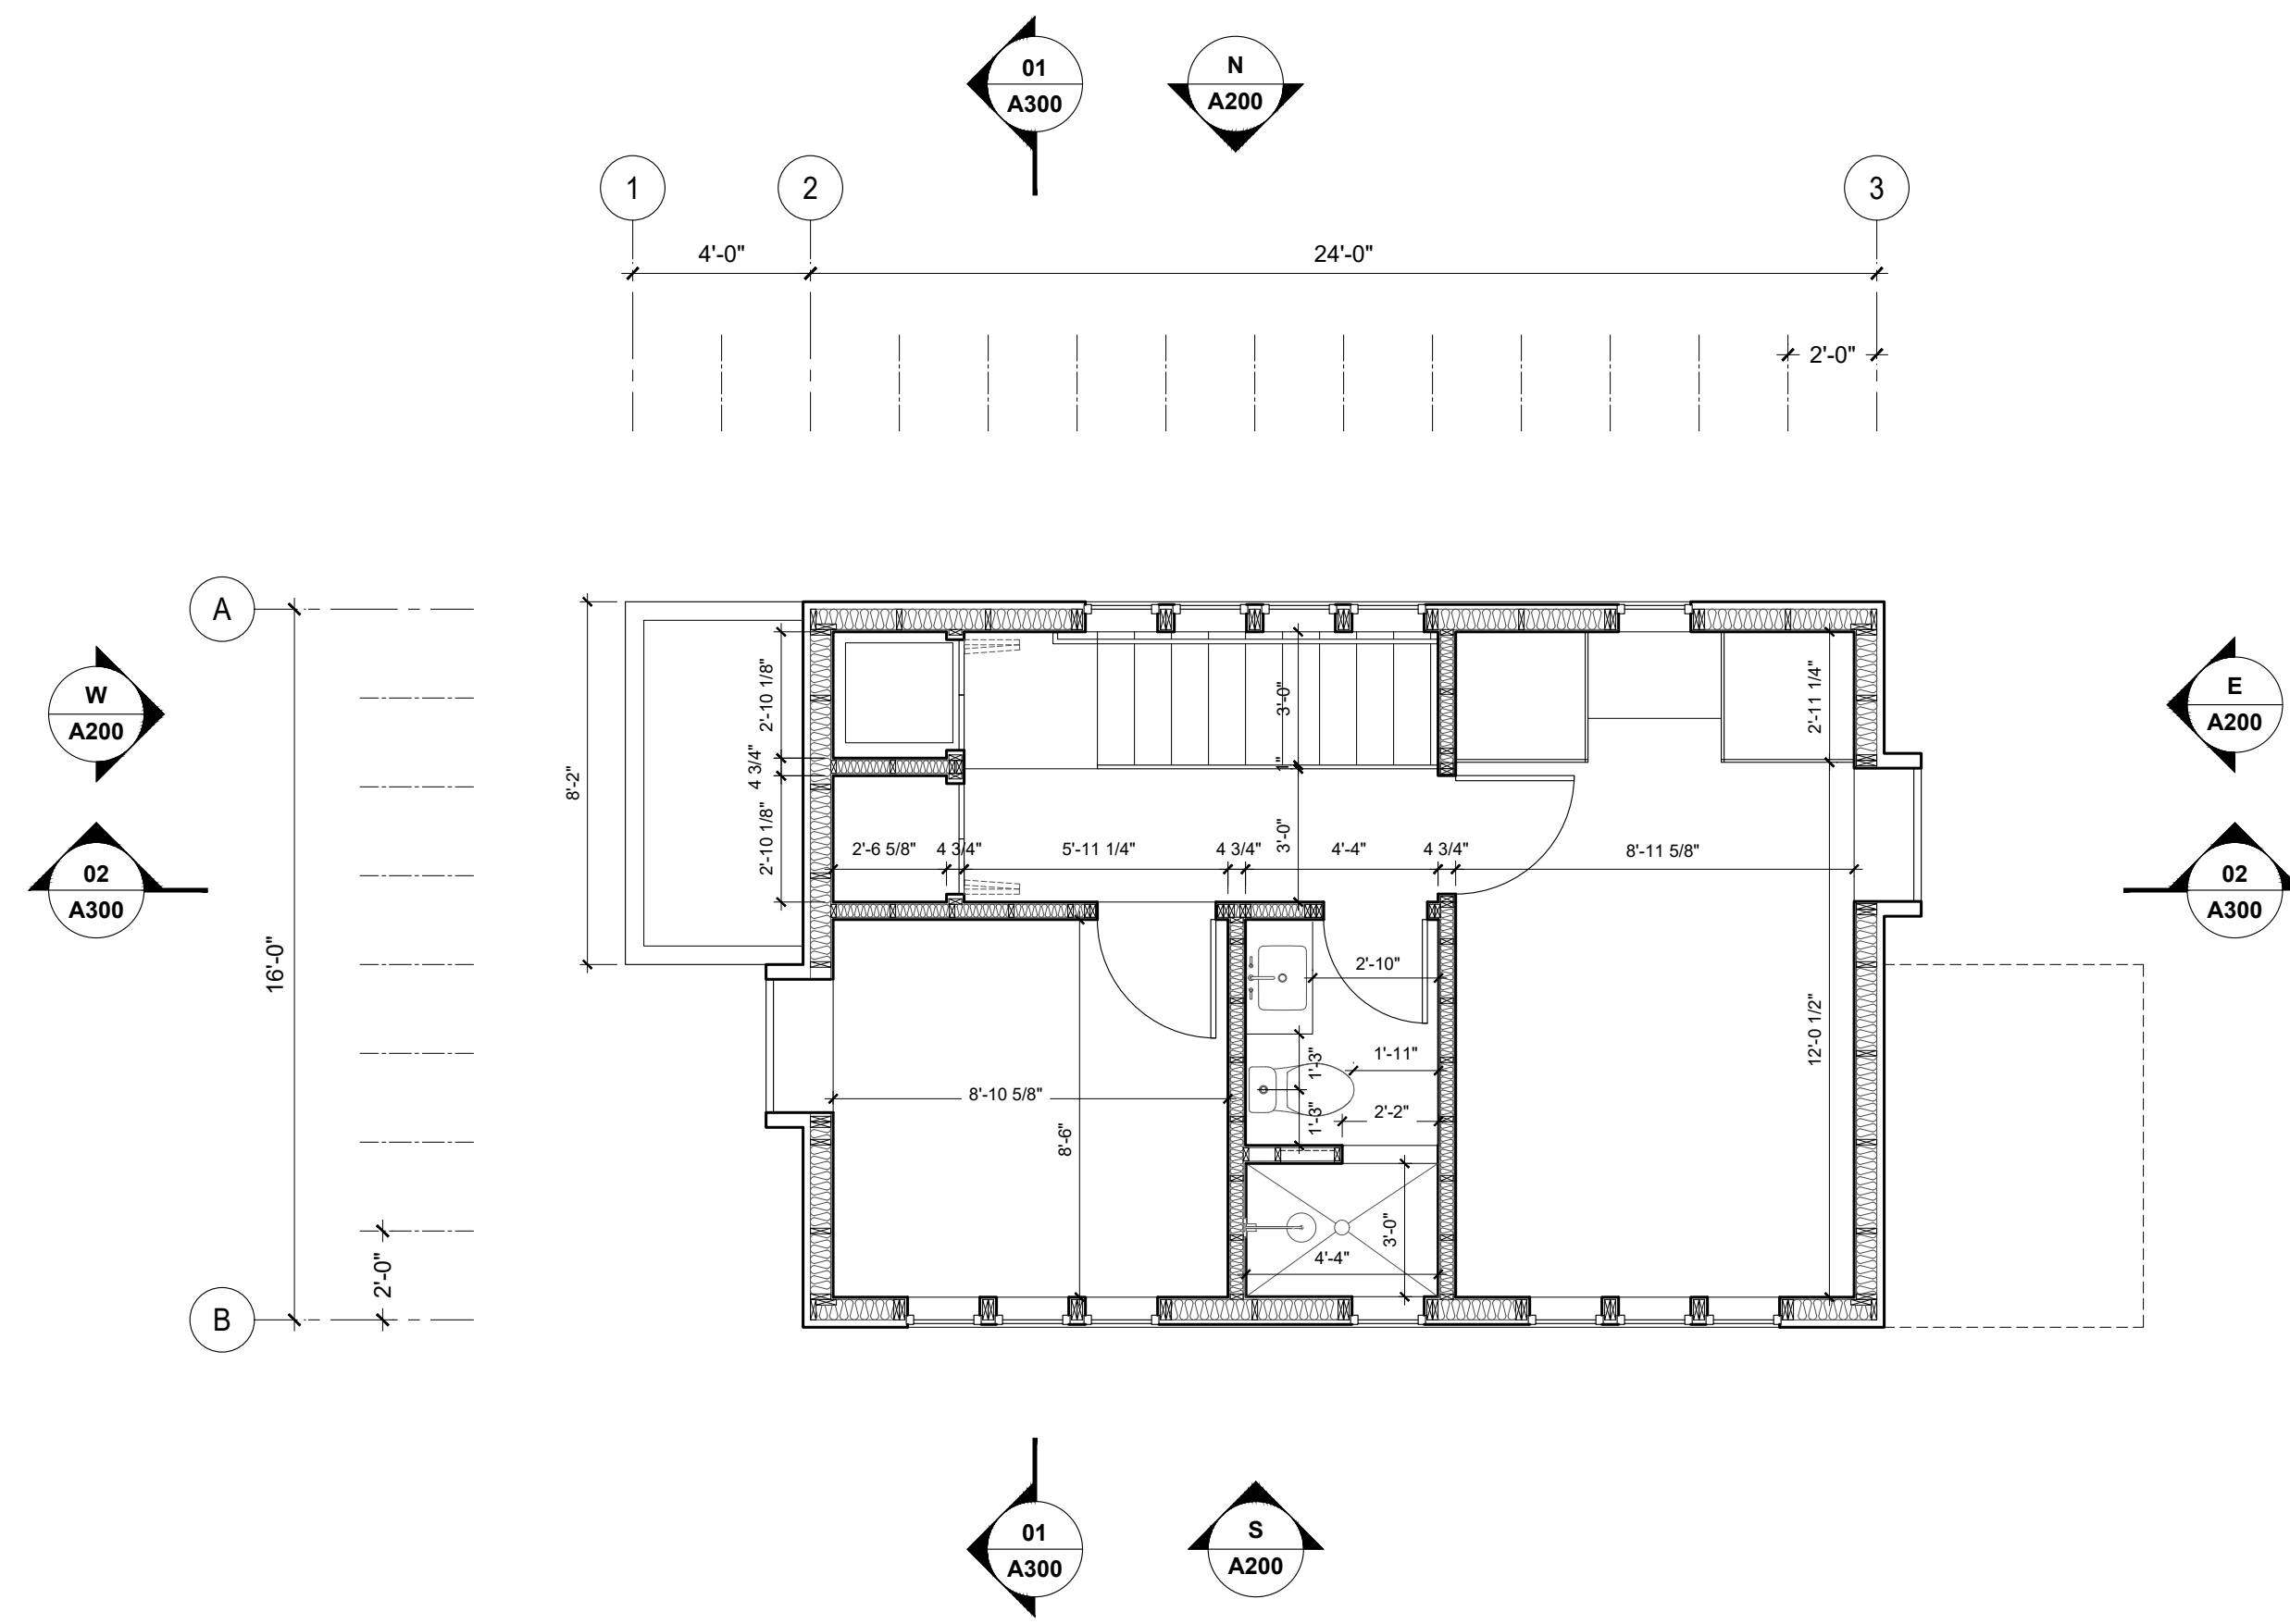 01
A300
N
A200
1
2
3
4'-0"
24'-0"
2'-0"
A
W
A200
E
A200
8'-2"
2'-10 1/8"
4 3/4"
2'-10 1/8"
3'-0"
1"
3'-0"
2'-11 1/4"
2'-6 5/8"
4 3/4"
5'-11 1/4"
4 3/4"
4'-4"
4 3/4"
8'-11 5/8"
02
A300
02
A300
16'-0"
2'-10"
12'-0 1/2"
1'-3"
1'-11"
8'-10 5/8"
1'-3"
2'-2"
8'-6"
3'-0"
4'-4"
2'-0"
B
01
A300
S
A200